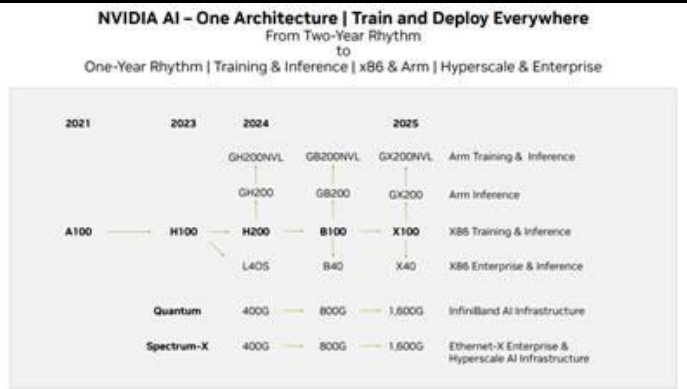 NVIDIA AI – One Architecture | Train and Deploy Everywhere
From Two-Year Rhythm
to
One-Year Rhythm | Training & Inference | x86 & Arm | Hyperscale & Enterprise
2021 2023 2024 2025
GH200NVL GB200NVL GX200NVL Arm Training & Inference
GH200 GB200 GX200 Arm Inference
A100 H100 H200 B100 X100 X86 Training & Inference
L40S B40 X40 X86 Enterprise & Inference
Quantum 400G 800G 1,600G InfiniBand AI Infrastructure
Spectrum-X 400G 800G 1,600G Ethernet-X Enterprise &
Hyperscale AI Infrastructure